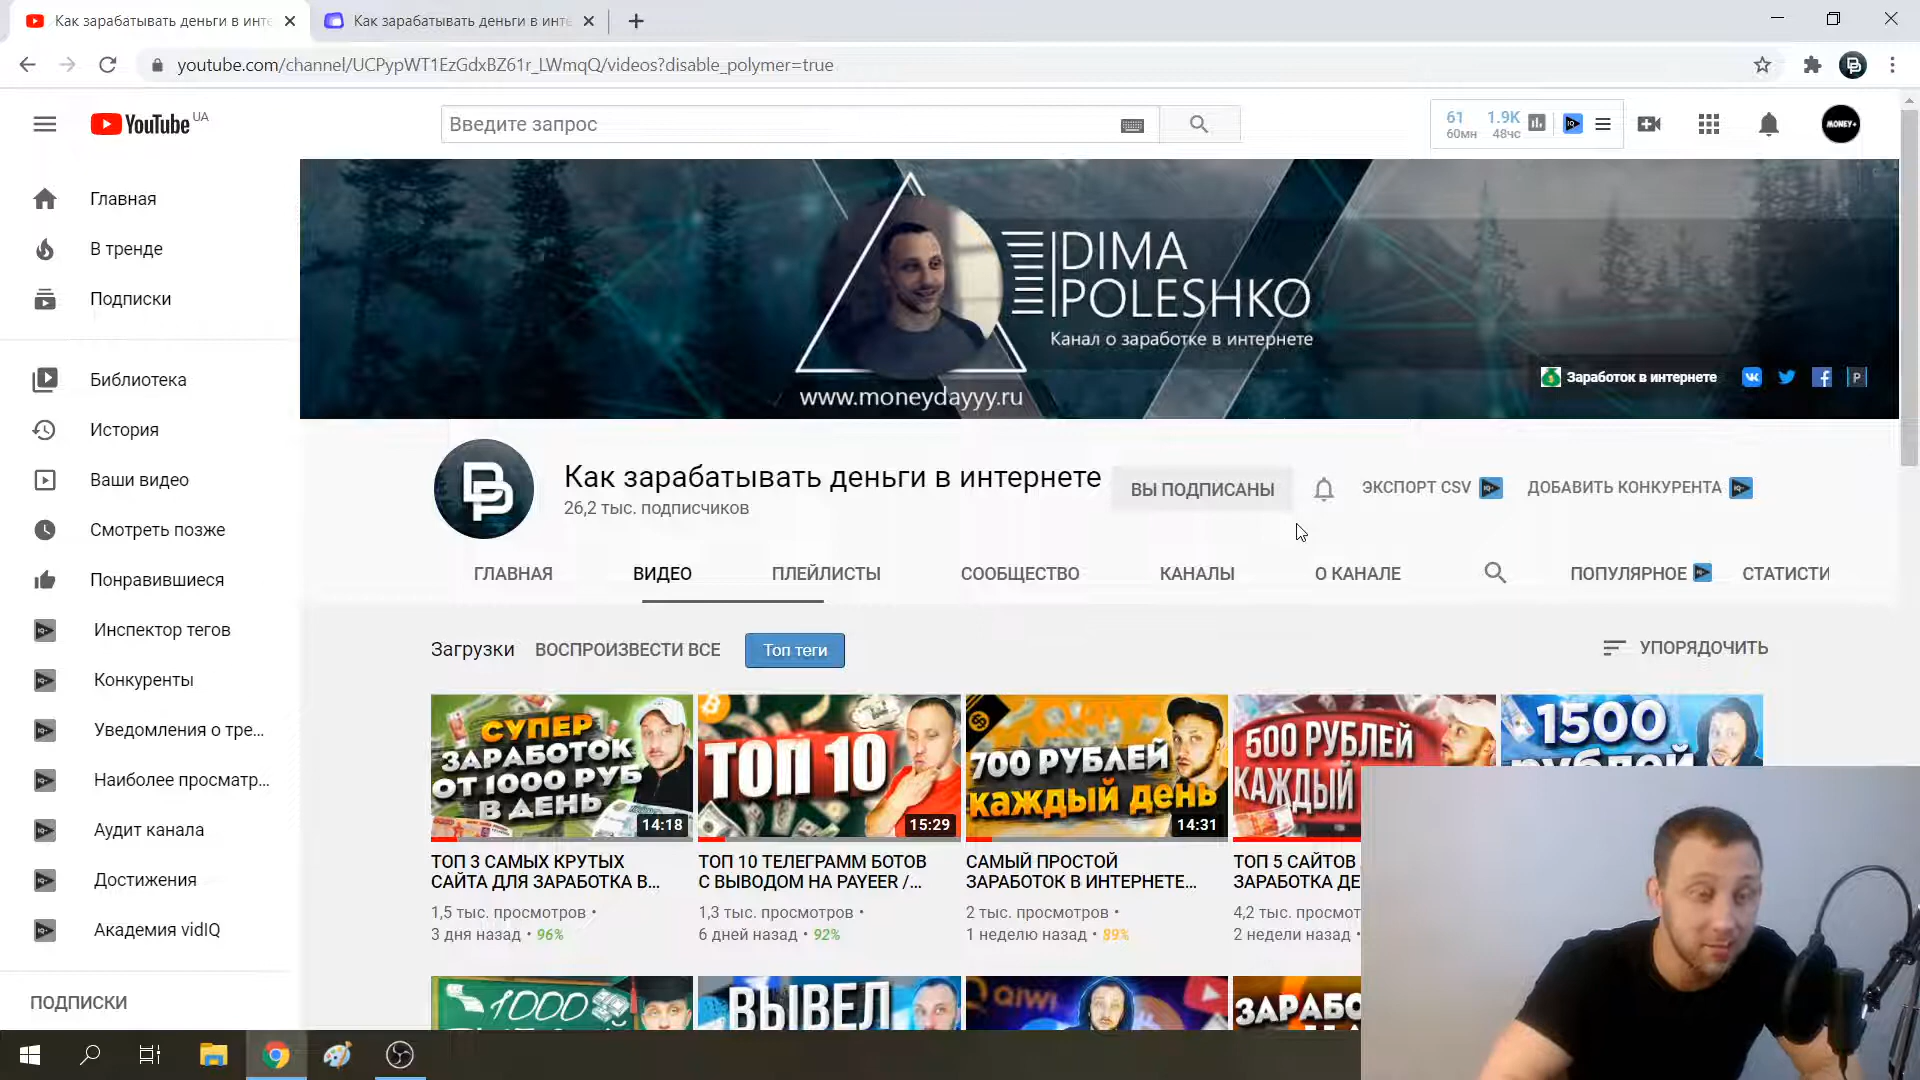 Как зарабатывать деньги в инте
Как зарабатывать деньги в инте
youtube.com/channel/UCPypWT1EzGdxBZ61r_LWmqQ/videos?disable_polymer=true
YouTube UA
Введите запрос
61 1.9K
60мн 48чс
MONEY+
Главная
В тренде
Подписки
Библиотека
История
Ваши видео
Смотреть позже
Понравившиеся
Инспектор тегов
Конкуренты
Уведомления о тре...
Наиболее просматр...
Аудит канала
Достижения
Академия vidIQ
ПОДПИСКИ
DIMA
POLESHKO
Канал о заработке в интернете
www.moneydayyy.ru
Заработок в интернете
Как зарабатывать деньги в интернете
26,2 тыс. подписчиков
ВЫ ПОДПИСАНЫ
ЭКСПОРТ CSV
ДОБАВИТЬ КОНКУРЕНТА
ГЛАВНАЯ ВИДЕО ПЛЕЙЛИСТЫ СООБЩЕСТВО КАНАЛЫ О КАНАЛЕ ПОПУЛЯРНОЕ СТАТИСТИ
Загрузки ВОСПРОИЗВЕСТИ ВСЕ Топ теги
УПОРЯДОЧИТЬ
СУПЕР
ЗАРАБОТОК
ОТ 1000 РУБ
В ДЕНЬ
14:18
ТОП 3 САМЫХ КРУТЫХ
САЙТА ДЛЯ ЗАРАБОТКА В...
1,5 тыс. просмотров •
3 дня назад • 96%
ТОП 10
15:29
ТОП 10 ТЕЛЕГРАММ БОТОВ
С ВЫВОДОМ НА PAYEER /...
1,3 тыс. просмотров •
6 дней назад • 92%
700 РУБЛЕЙ
каждый день
14:31
САМЫЙ ПРОСТОЙ
ЗАРАБОТОК В ИНТЕРНЕТЕ...
2 тыс. просмотров •
1 неделю назад • 89%
500 РУБЛЕЙ
КАЖДЫЙ
ТОП 5 САЙТОВ
ЗАРАБОТКА ДЕ
4,2 тыс. просмот
2 недели назад •
1500
рублей
1000
ВЫВЕЛ
QIWI
ЗАРАБО